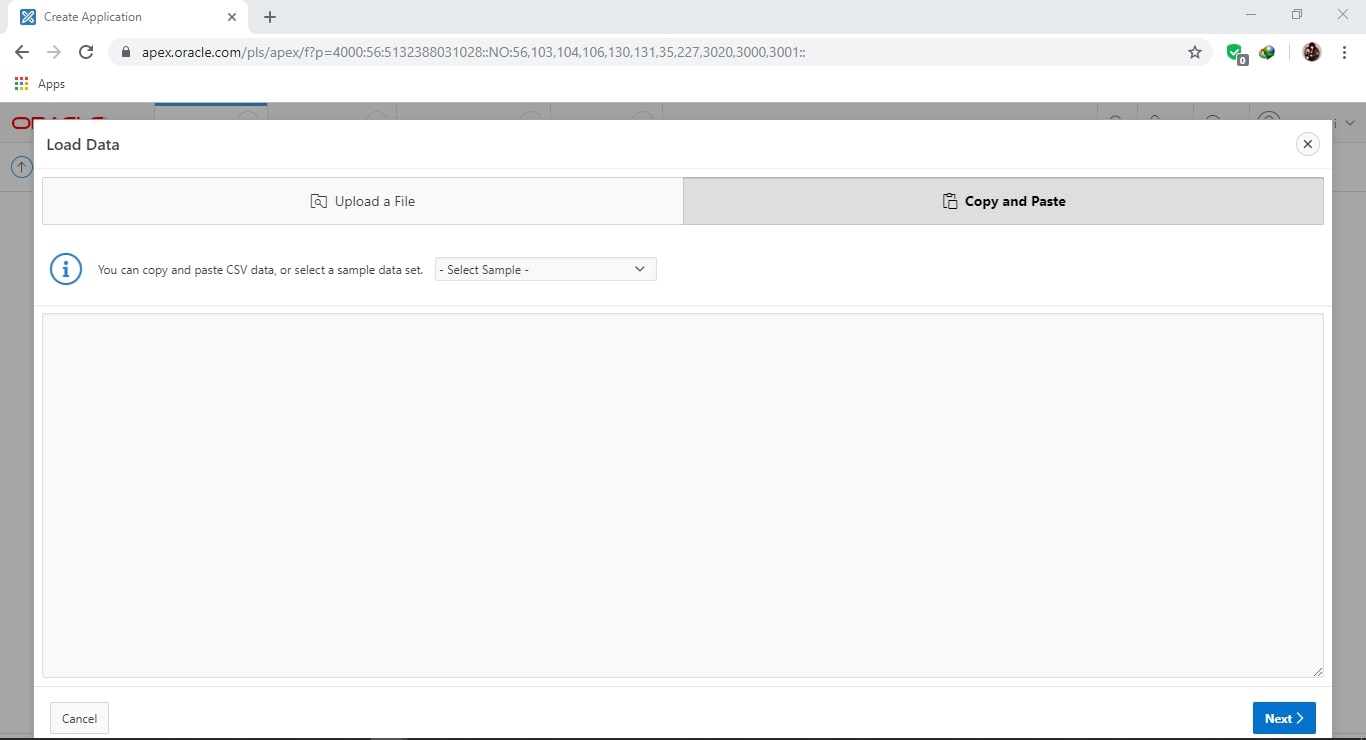 Create Application
apex.oracle.com/pls/apex/f?p=4000:56:5132388031028::NO:56,103,104,106,130,131,35,227,3020,3000,3001::
0
Apps
Load Data
Upload a File
Copy and Paste
You can copy and paste CSV data, or select a sample data set.
- Select Sample -
Cancel
Next